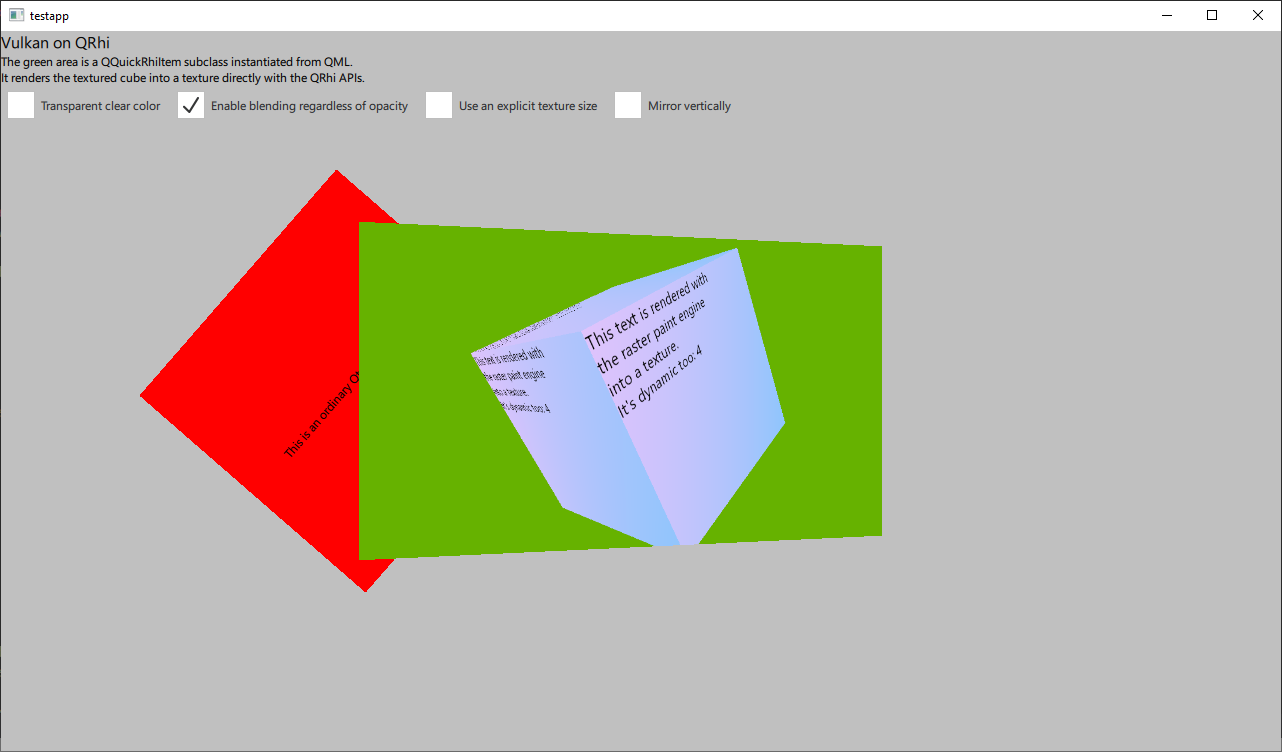 testapp
Vulkan on QRhi
The green area is a QQuickRhiItem subclass instantiated from QML.
It renders the textured cube into a texture directly with the QRhi APIs.
Transparent clear color
Enable blending regardless of opacity
Use an explicit texture size
Mirror vertically
This is an ordinary
This text is rendered with
the raster paint engine
into a texture.
It's dynamic too: 4
This text is rendered with
the raster paint engine
into a texture.
dynamic too: 4